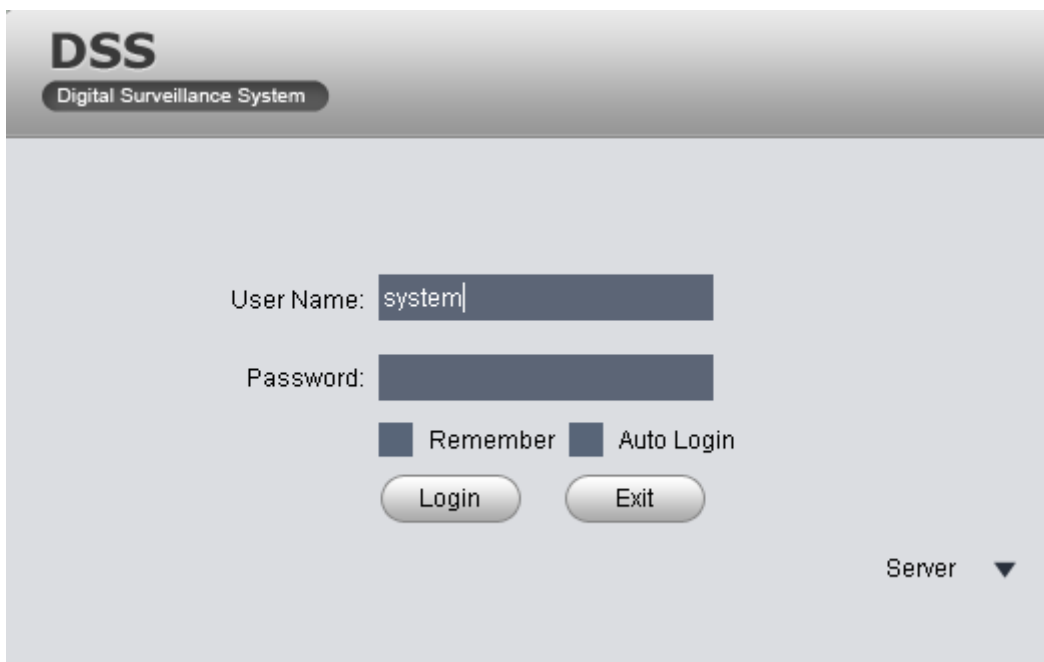 DSS
Digital Surveillance System
User Name: system
Password:
Remember Auto Login
Login Exit
Server